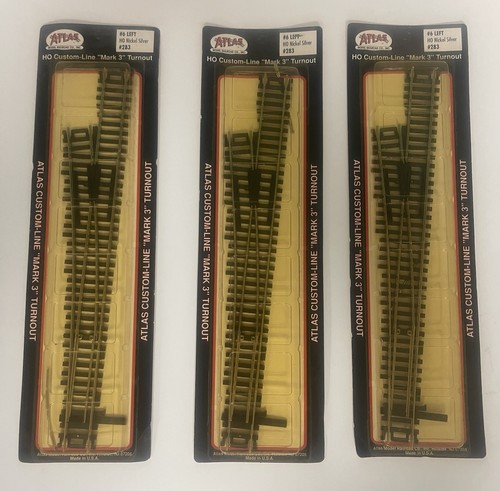 ATLAS
#6 LEFT
HO Nickel Silver
#283
HO Custom-Line "Mark 3" Turnout
ATLAS CUSTOM-LINE "MARK 3" TURNOUT
ATLAS CUSTOM-LINE "MARK 3" TURNOUT
Made in U.S.A.
ATLAS
#6 LEFT
HO Nickel Silver
#283
HO Custom-Line "Mark 3" Turnout
ATLAS CUSTOM-LINE "MARK 3" TURNOUT
ATLAS CUSTOM-LINE "MARK 3" TURNOUT
Made in U.S.A.
ATLAS
#6 LEFT
HO Nickel Silver
#283
HO Custom-Line "Mark 3" Turnout
ATLAS CUSTOM-LINE "MARK 3" TURNOUT
ATLAS CUSTOM-LINE "MARK 3" TURNOUT
Made in U.S.A.